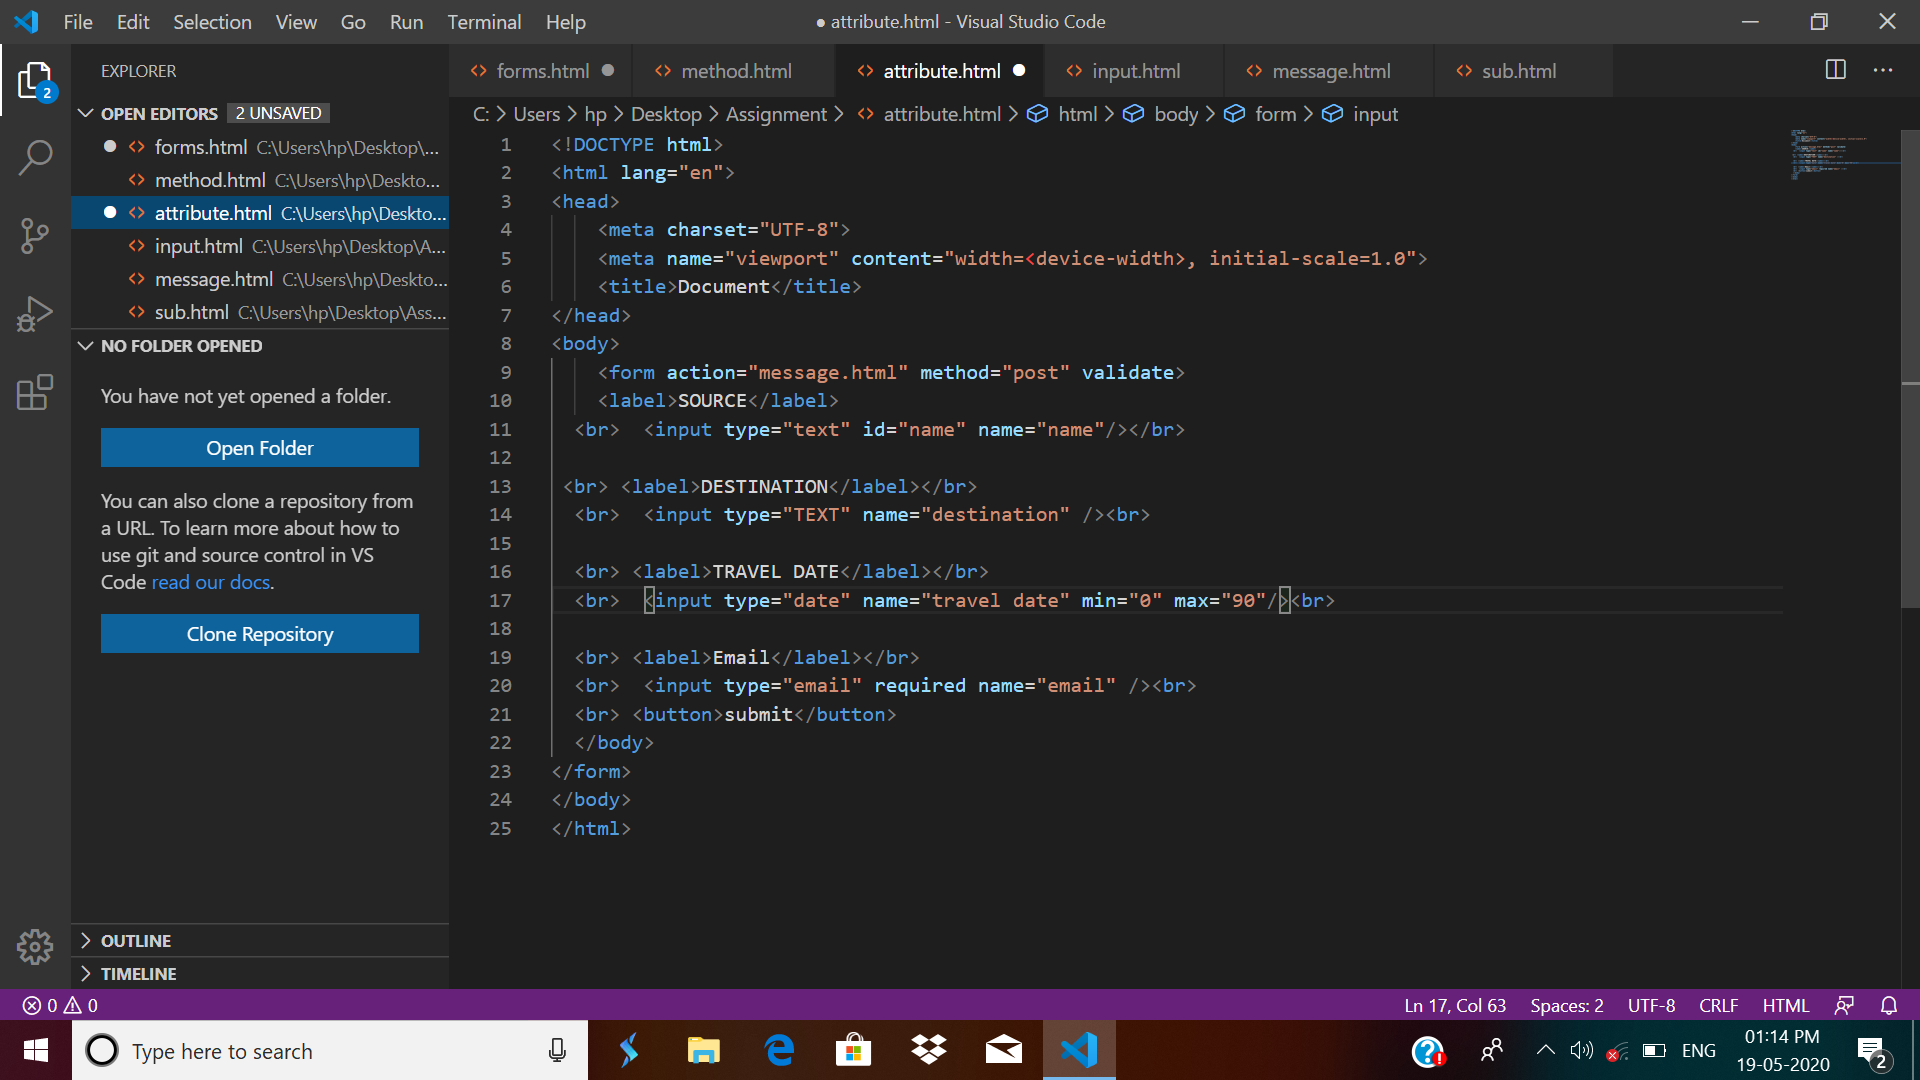 File Edit Selection View Go Run Terminal Help
● attribute.html - Visual Studio Code
EXPLORER
OPEN EDITORS 2 UNSAVED
forms.html C:\Users\hp\Desktop\...
method.html C:\Users\hp\Deskto...
attribute.html C:\Users\hp\Deskto...
input.html C:\Users\hp\Desktop\A...
message.html C:\Users\hp\Deskto...
sub.html C:\Users\hp\Desktop\Ass...
NO FOLDER OPENED
You have not yet opened a folder.
Open Folder
You can also clone a repository from
a URL. To learn more about how to
use git and source control in VS
Code read our docs.
Clone Repository
OUTLINE
TIMELINE
2
forms.html method.html attribute.html input.html message.html sub.html
C: > Users > hp > Desktop > Assignment > attribute.html > html > body > form > input
1 <!DOCTYPE html>
2 <html lang="en">
3 <head>
4 <meta charset="UTF-8">
5 <meta name="viewport" content="width=<device-width>, initial-scale=1.0">
6 <title>Document</title>
7 </head>
8 <body>
9 <form action="message.html" method="post" validate>
10 <label>SOURCE</label>
11 <br> <input type="text" id="name" name="name"/></br>
12
13 <br> <label>DESTINATION</label></br>
14 <br> <input type="TEXT" name="destination" /><br>
15
16 <br> <label>TRAVEL DATE</label></br>
17 <br> <input type="date" name="travel date" min="0" max="90"/><br>
18
19 <br> <label>Email</label></br>
20 <br> <input type="email" required name="email" /><br>
21 <br> <button>submit</button>
22 </body>
23 </form>
24 </body>
25 </html>
0 0
Ln 17, Col 63 Spaces: 2 UTF-8 CRLF HTML
Type here to search
ENG
01:14 PM
19-05-2020
2